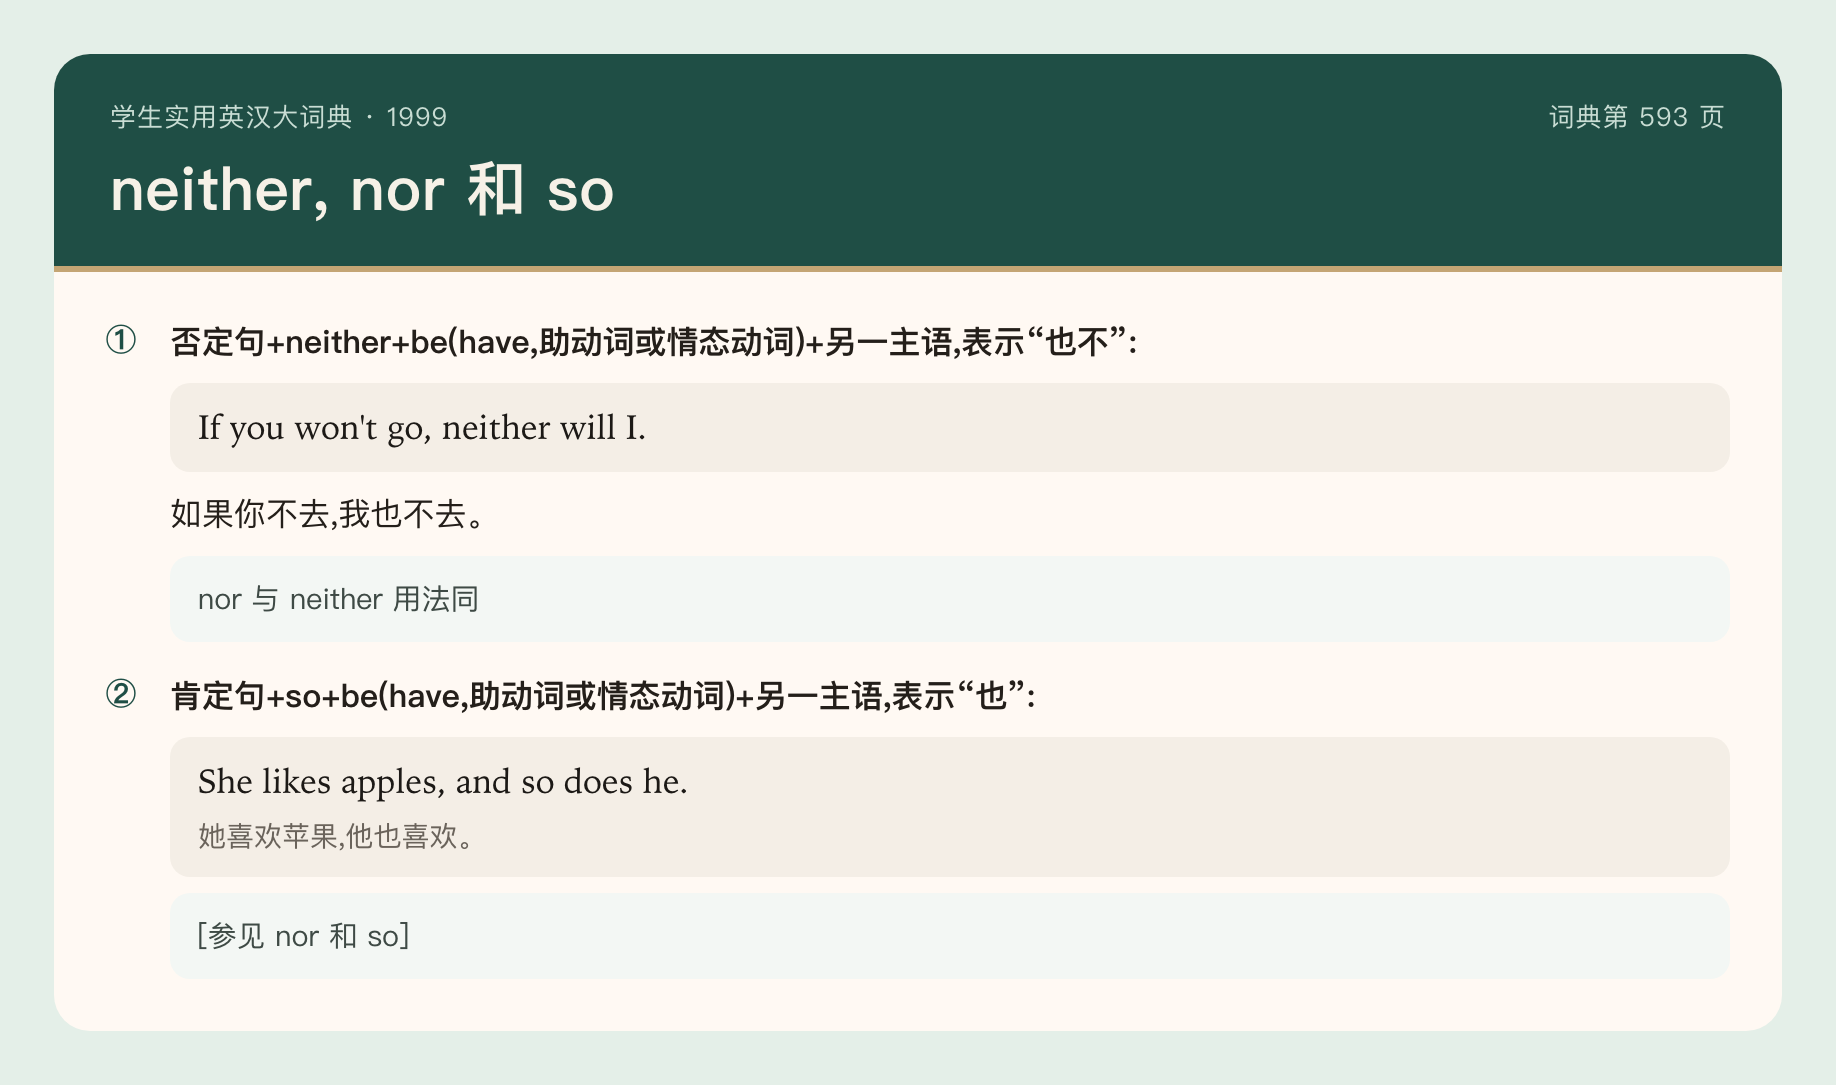 学生实用英汉大词典 · 1999
词典第 593 页
neither, nor 和 so
① 否定句+neither+be(have,助动词或情态动词)+另一主语,表示“也不”:
If you won't go, neither will I.
如果你不去,我也不去。
nor 与 neither 用法同
② 肯定句+so+be(have,助动词或情态动词)+另一主语,表示“也”:
She likes apples, and so does he.
她喜欢苹果,他也喜欢。
[参见 nor 和 so]